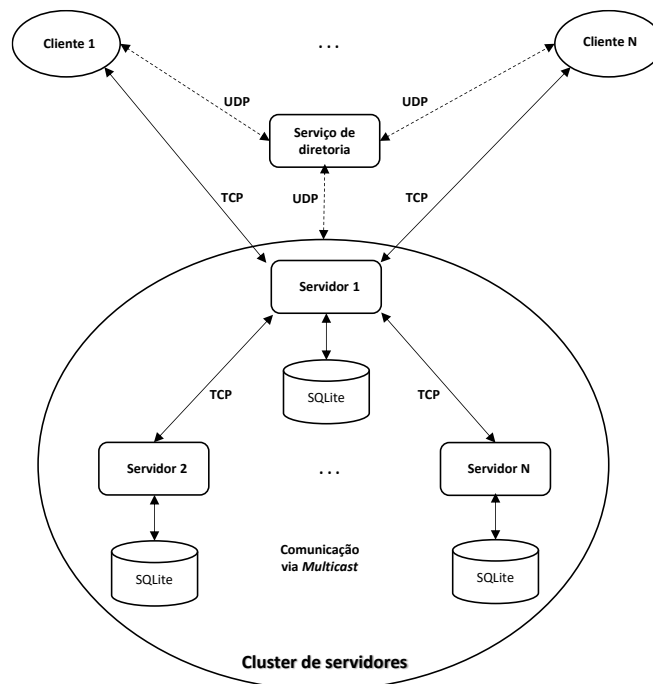 Cliente 1
. . .
Cliente N
UDP
UDP
Serviço de
diretoria
TCP
UDP
TCP
Servidor 1
SQLite
TCP
TCP
Servidor 2
. . .
Servidor N
Comunicação
via Multicast
SQLite
SQLite
Cluster de servidores